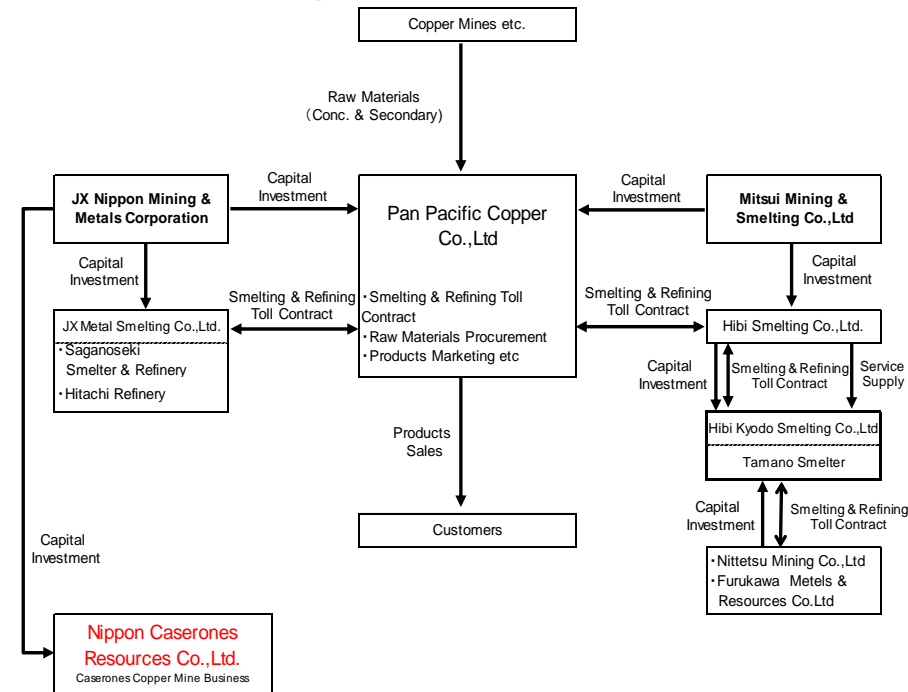 Copper Mines etc.
Raw Materials
(Conc. & Secondary)
Capital
Investment
Capital
Investment
JX Nippon Mining &
Metals Corporation
Pan Pacific Copper
Co.,Ltd
Mitsui Mining &
Smelting Co.,Ltd
Capital
Investment
Capital
Investment
Smelting & Refining
Toll Contract
・Smelting & Refining Toll
Contract
・Raw Materials Procurement
・Products Marketing etc
Smelting & Refining
Toll Contract
JX Metal Smelting Co.,Ltd.
・Saganoseki
Smelter & Refinery
・Hitachi Refinery
Hibi Smelting Co.,Ltd.
Capital
Investment
Smelting & Refining
Toll Contract
Service
Supply
Hibi Kyodo Smelting Co.,Ltd
Tamano Smelter
Products
Sales
Capital
Investment
Smelting & Refining
Toll Contract
Customers
・Nittetsu Mining Co.,Ltd
・Furukawa Metels &
Resources Co.Ltd
Capital
Investment
Nippon Caserones
Resources Co.,Ltd.
Caserones Copper Mine Business